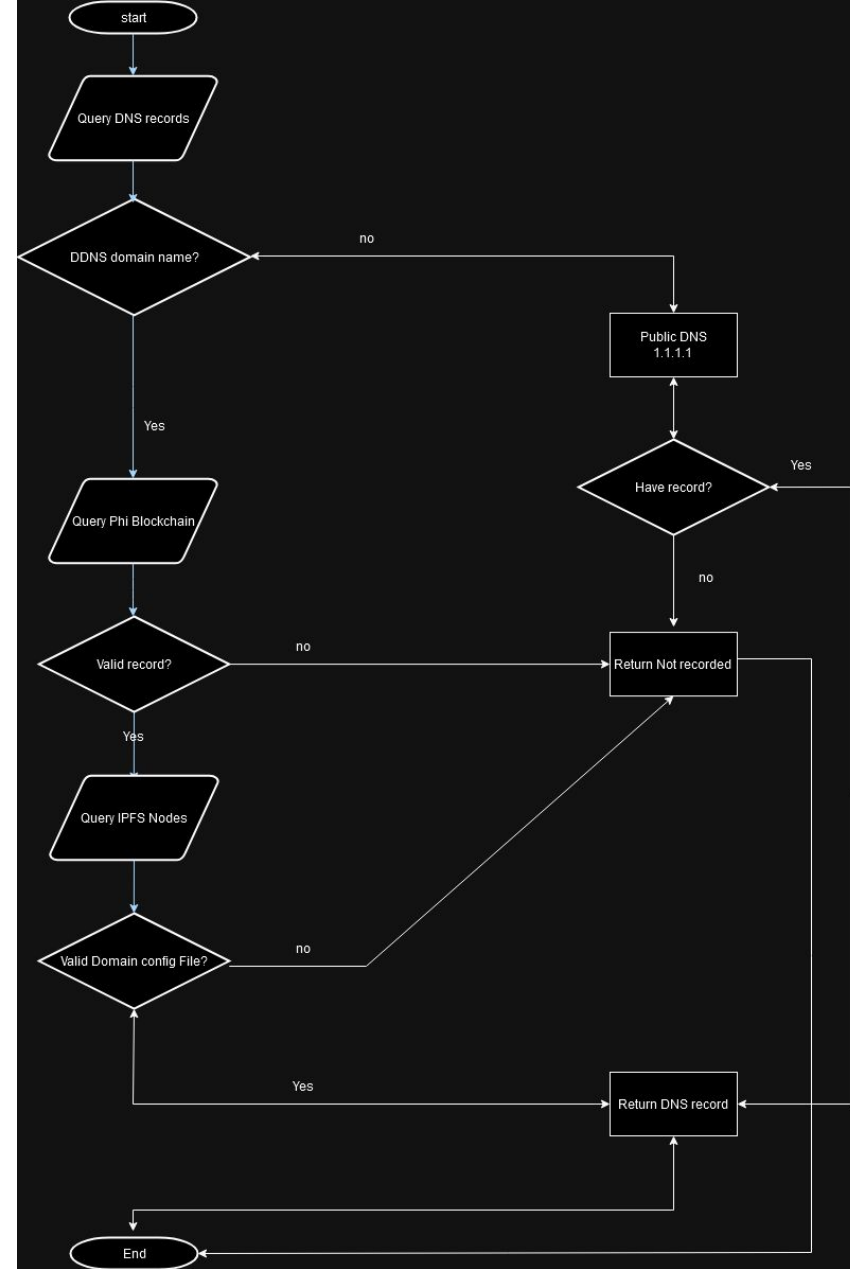 start
Query DNS records
DDNS domain name?
no
Public DNS
1.1.1.1
Yes
Have record?
Yes
Query Phi Blockchain
no
Valid record?
no
Return Not recorded
Yes
Query IPFS Nodes
Valid Domain config File?
no
Yes
Return DNS record
End